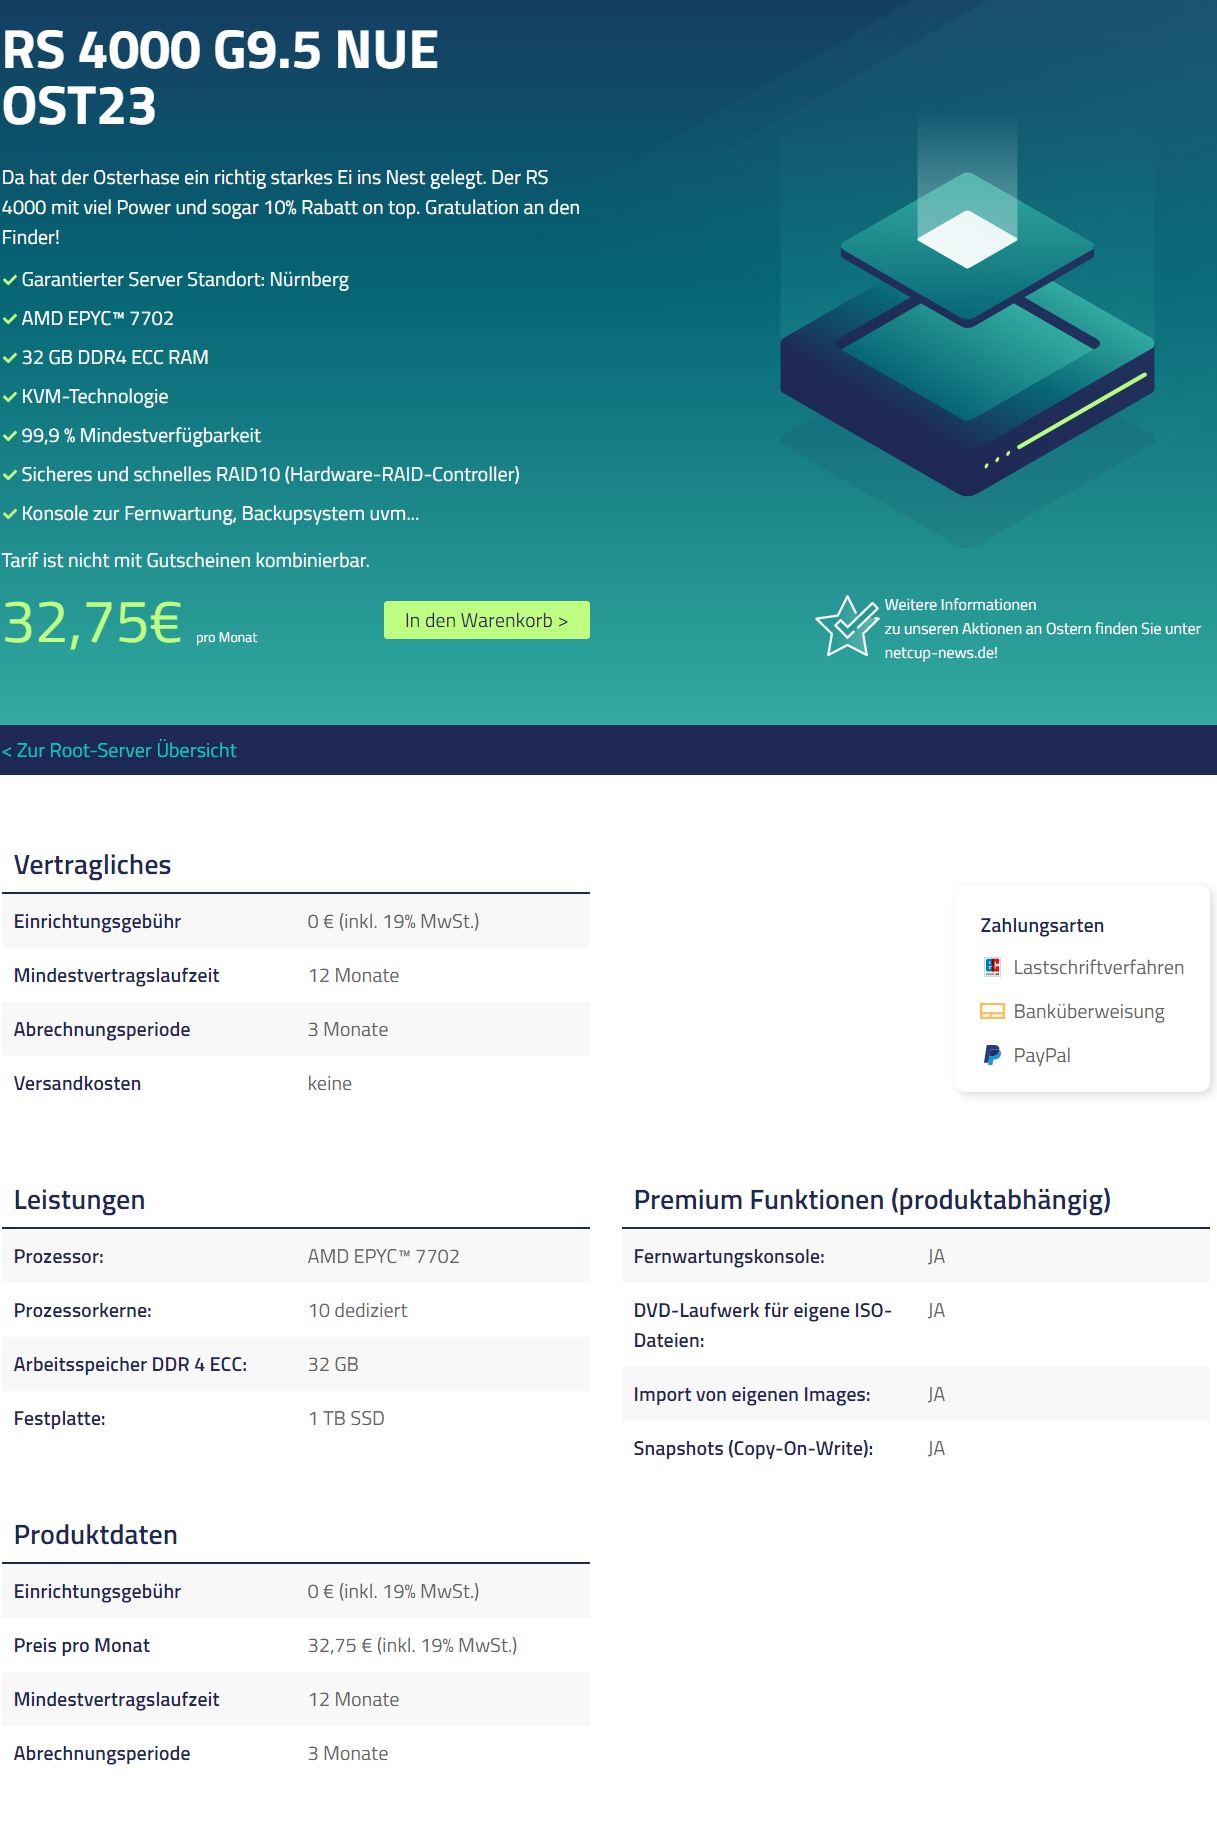 RS 4000 G9.5 NUE
OST23
Da hat der Osterhase ein richtig starkes Ei ins Nest gelegt. Der RS
4000 mit viel Power und sogar 10% Rabatt on top. Gratulation an den
Finder!
Garantierter Server Standort: Nürnberg
AMD EPYC™ 7702
32 GB DDR4 ECC RAM
KVM-Technologie
99,9 % Mindestverfügbarkeit
Sicheres und schnelles RAID10 (Hardware-RAID-Controller)
Konsole zur Fernwartung, Backupsystem uvm...
Tarif ist nicht mit Gutscheinen kombinierbar.
32,75€ pro Monat
In den Warenkorb >
Weitere Informationen
zu unseren Aktionen an Ostern finden Sie unter
netcup-news.de!
< Zur Root-Server Übersicht
Vertragliches
Einrichtungsgebühr 0 € (inkl. 19% MwSt.)
Mindestvertragslaufzeit 12 Monate
Abrechnungsperiode 3 Monate
Versandkosten keine
Zahlungsarten
Lastschriftverfahren
Banküberweisung
PayPal
Leistungen
Prozessor: AMD EPYC™ 7702
Prozessorkerne: 10 dediziert
Arbeitsspeicher DDR 4 ECC: 32 GB
Festplatte: 1 TB SSD
Premium Funktionen (produktabhängig)
Fernwartungskonsole: JA
DVD-Laufwerk für eigene ISO- JA
Dateien:
Import von eigenen Images: JA
Snapshots (Copy-On-Write): JA
Produktdaten
Einrichtungsgebühr 0 € (inkl. 19% MwSt.)
Preis pro Monat 32,75 € (inkl. 19% MwSt.)
Mindestvertragslaufzeit 12 Monate
Abrechnungsperiode 3 Monate